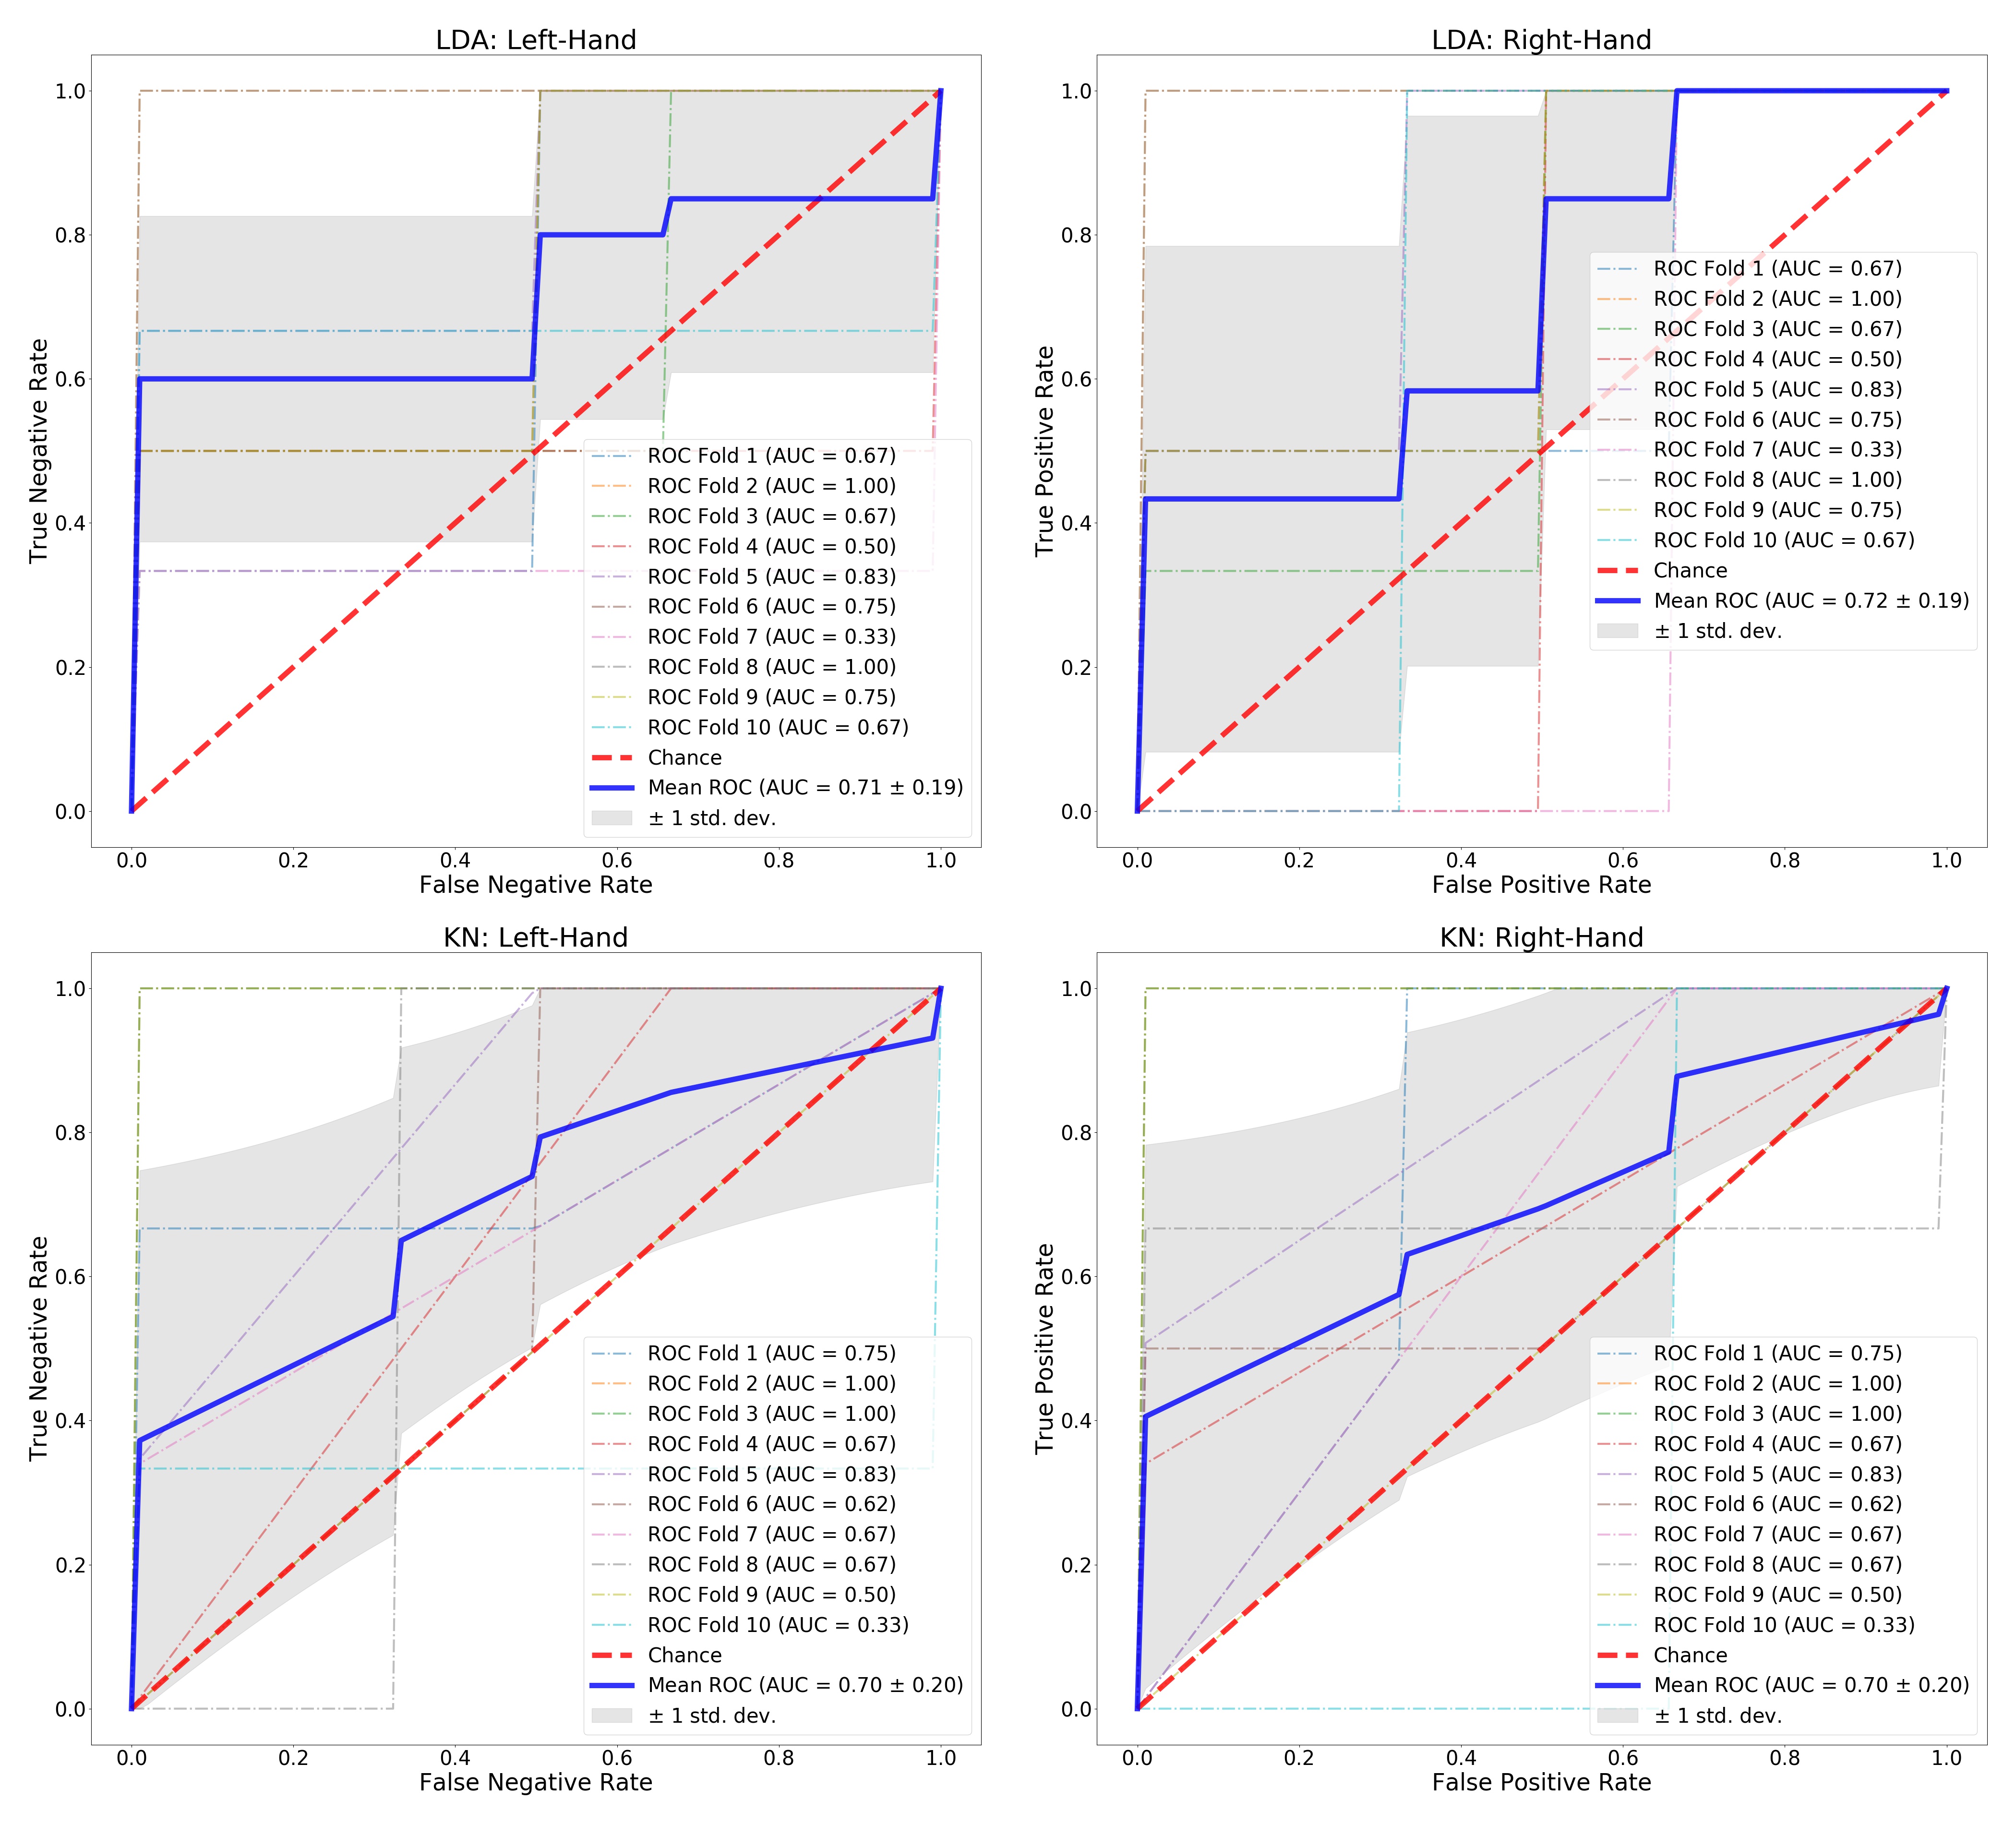 LDA: Left-Hand
True Negative Rate
1.0
0.8
0.6
0.4
0.2
0.0
ROC Fold 1 (AUC = 0.67)
ROC Fold 2 (AUC = 1.00)
ROC Fold 3 (AUC = 0.67)
ROC Fold 4 (AUC = 0.50)
ROC Fold 5 (AUC = 0.83)
ROC Fold 6 (AUC = 0.75)
ROC Fold 7 (AUC = 0.33)
ROC Fold 8 (AUC = 1.00)
ROC Fold 9 (AUC = 0.75)
ROC Fold 10 (AUC = 0.67)
Chance
Mean ROC (AUC = 0.71 ± 0.19)
± 1 std. dev.
0.0 0.2 0.4 0.6 0.8 1.0
False Negative Rate
LDA: Right-Hand
True Positive Rate
1.0
0.8
0.6
0.4
0.2
0.0
ROC Fold 1 (AUC = 0.67)
ROC Fold 2 (AUC = 1.00)
ROC Fold 3 (AUC = 0.67)
ROC Fold 4 (AUC = 0.50)
ROC Fold 5 (AUC = 0.83)
ROC Fold 6 (AUC = 0.75)
ROC Fold 7 (AUC = 0.33)
ROC Fold 8 (AUC = 1.00)
ROC Fold 9 (AUC = 0.75)
ROC Fold 10 (AUC = 0.67)
Chance
Mean ROC (AUC = 0.72 ± 0.19)
± 1 std. dev.
0.0 0.2 0.4 0.6 0.8 1.0
False Positive Rate
KN: Left-Hand
True Negative Rate
1.0
0.8
0.6
0.4
0.2
0.0
ROC Fold 1 (AUC = 0.75)
ROC Fold 2 (AUC = 1.00)
ROC Fold 3 (AUC = 1.00)
ROC Fold 4 (AUC = 0.67)
ROC Fold 5 (AUC = 0.83)
ROC Fold 6 (AUC = 0.62)
ROC Fold 7 (AUC = 0.67)
ROC Fold 8 (AUC = 0.67)
ROC Fold 9 (AUC = 0.50)
ROC Fold 10 (AUC = 0.33)
Chance
Mean ROC (AUC = 0.70 ± 0.20)
± 1 std. dev.
0.0 0.2 0.4 0.6 0.8 1.0
False Negative Rate
KN: Right-Hand
True Positive Rate
1.0
0.8
0.6
0.4
0.2
0.0
ROC Fold 1 (AUC = 0.75)
ROC Fold 2 (AUC = 1.00)
ROC Fold 3 (AUC = 1.00)
ROC Fold 4 (AUC = 0.67)
ROC Fold 5 (AUC = 0.83)
ROC Fold 6 (AUC = 0.62)
ROC Fold 7 (AUC = 0.67)
ROC Fold 8 (AUC = 0.67)
ROC Fold 9 (AUC = 0.50)
ROC Fold 10 (AUC = 0.33)
Chance
Mean ROC (AUC = 0.70 ± 0.20)
± 1 std. dev.
0.0 0.2 0.4 0.6 0.8 1.0
False Positive Rate